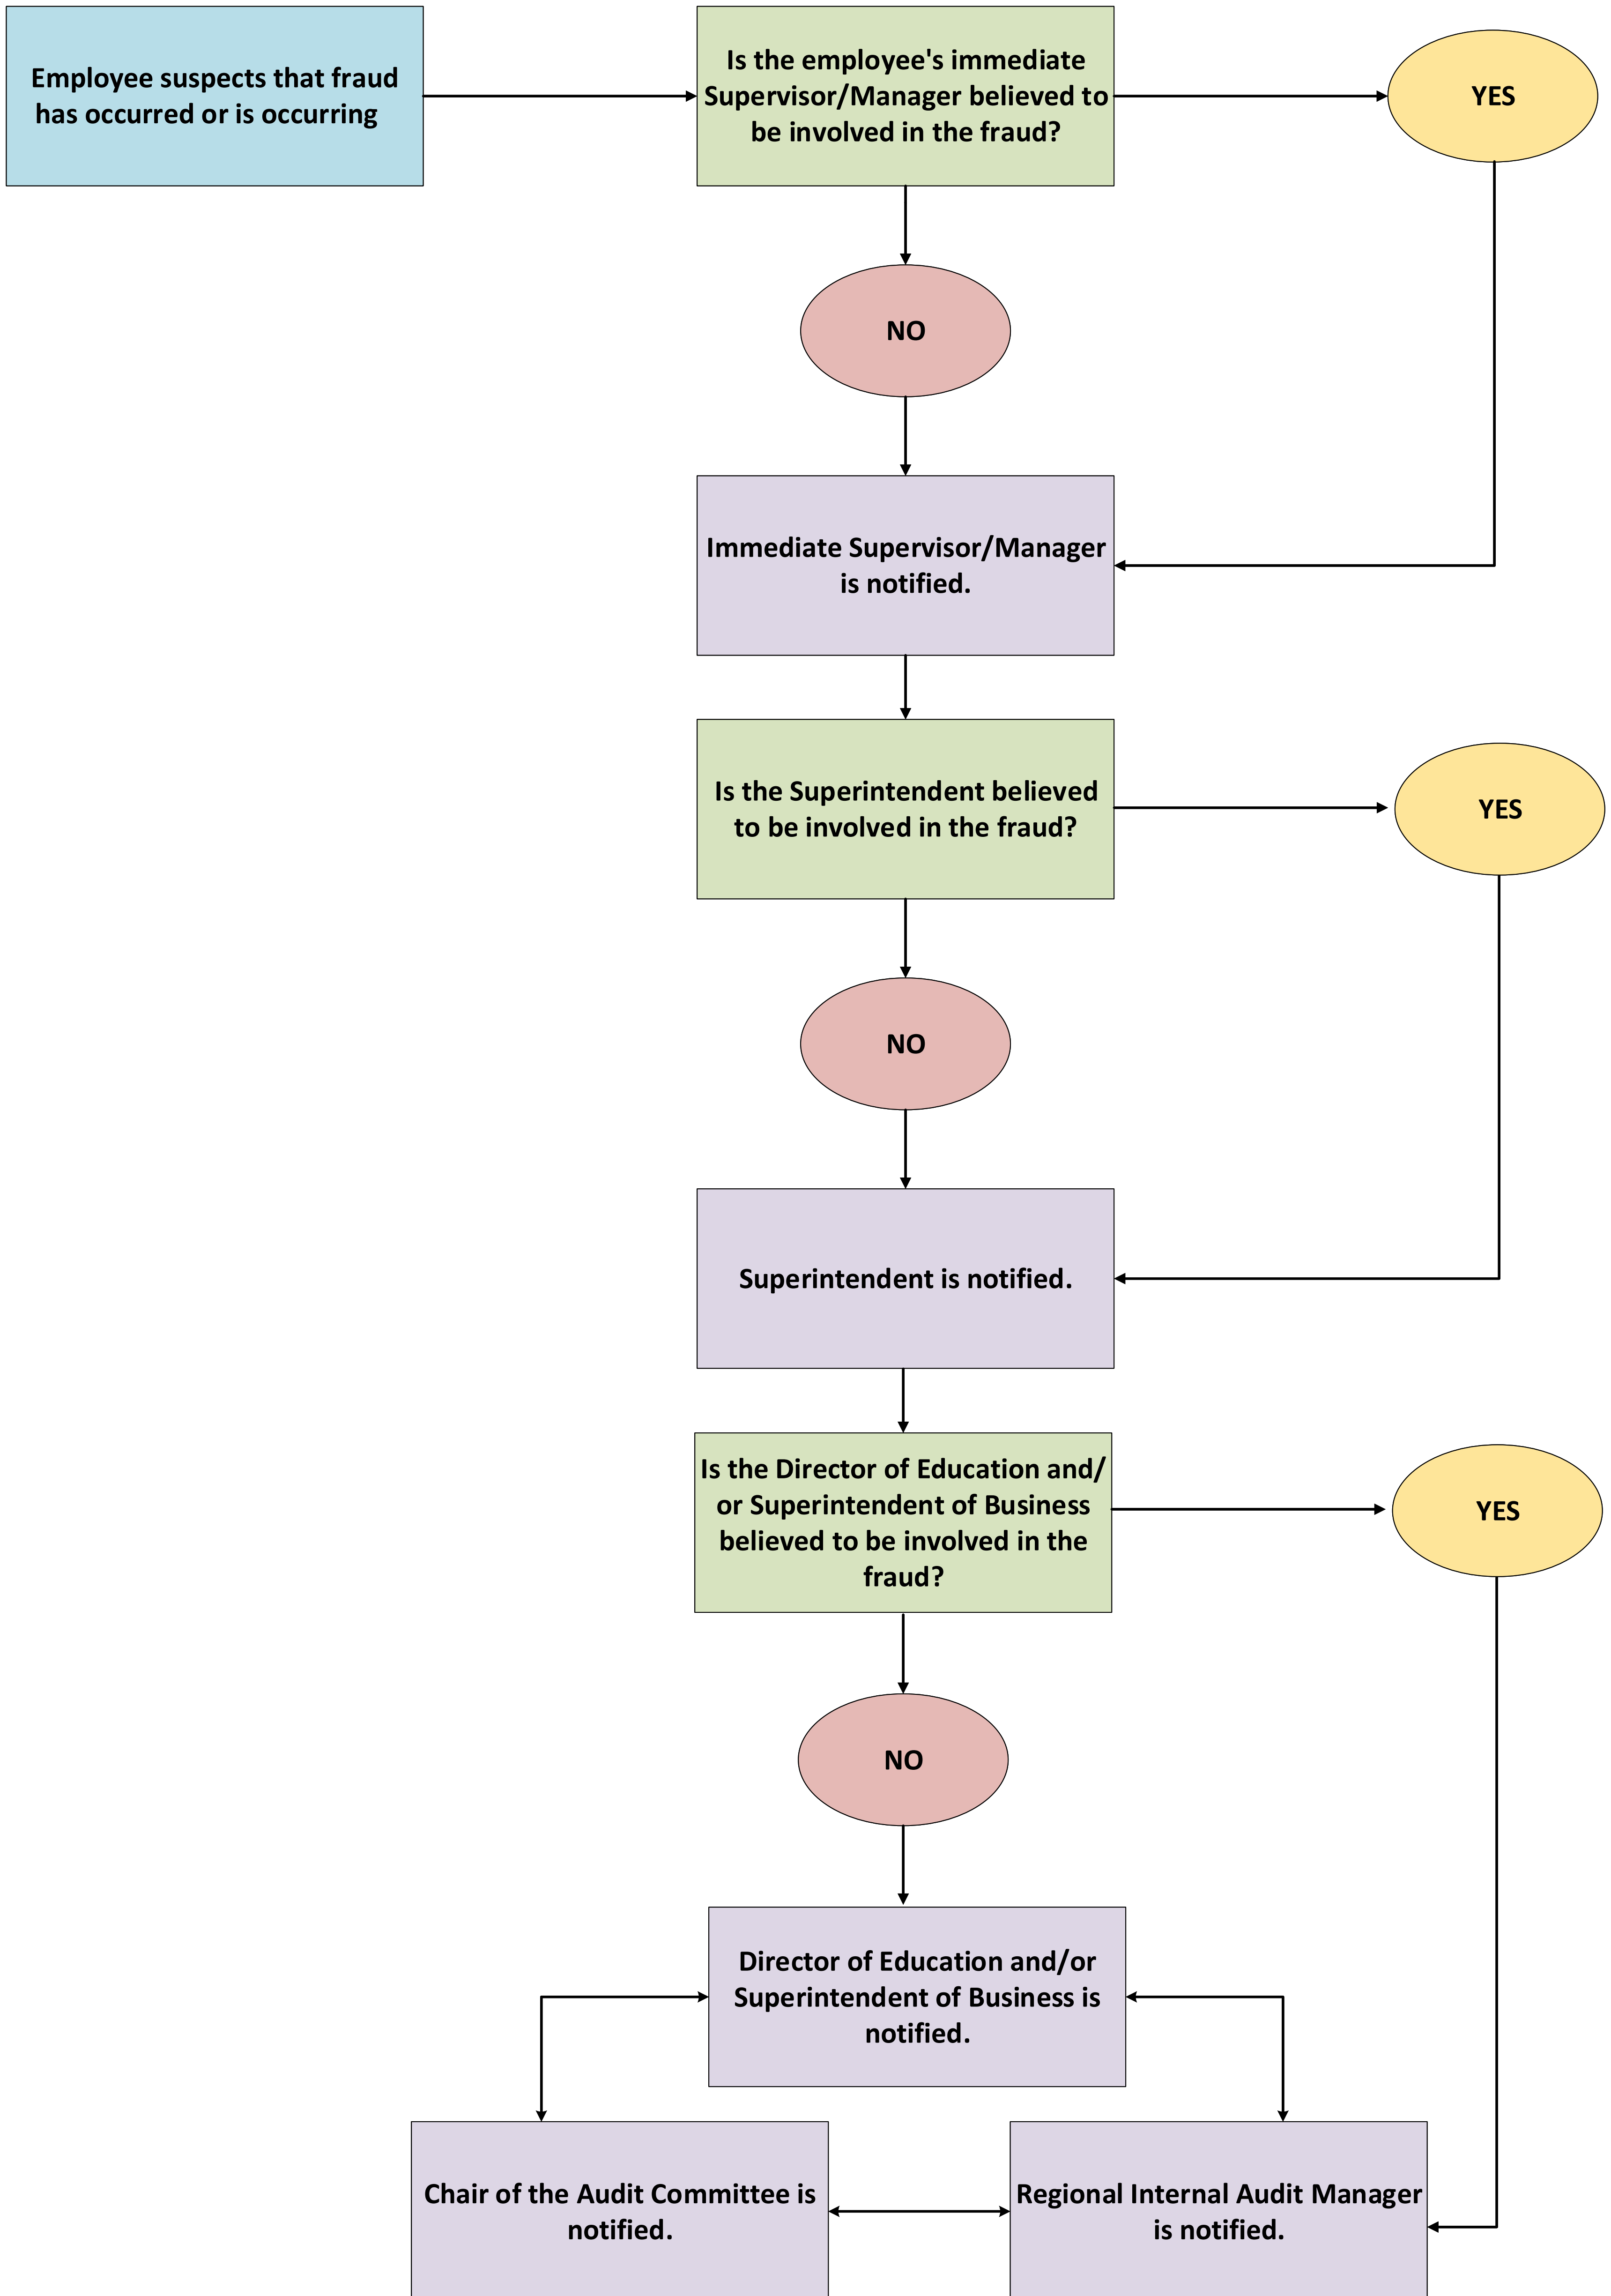 Employee suspects that fraud
has occurred or is occurring
Is the employee's immediate
Supervisor/Manager believed to
be involved in the fraud?
YES
NO
Immediate Supervisor/Manager
is notified.
Is the Superintendent believed
to be involved in the fraud?
YES
NO
Superintendent is notified.
Is the Director of Education and/
or Superintendent of Business
believed to be involved in the
fraud?
YES
NO
Director of Education and/or
Superintendent of Business is
notified.
Chair of the Audit Committee is
notified.
Regional Internal Audit Manager
is notified.